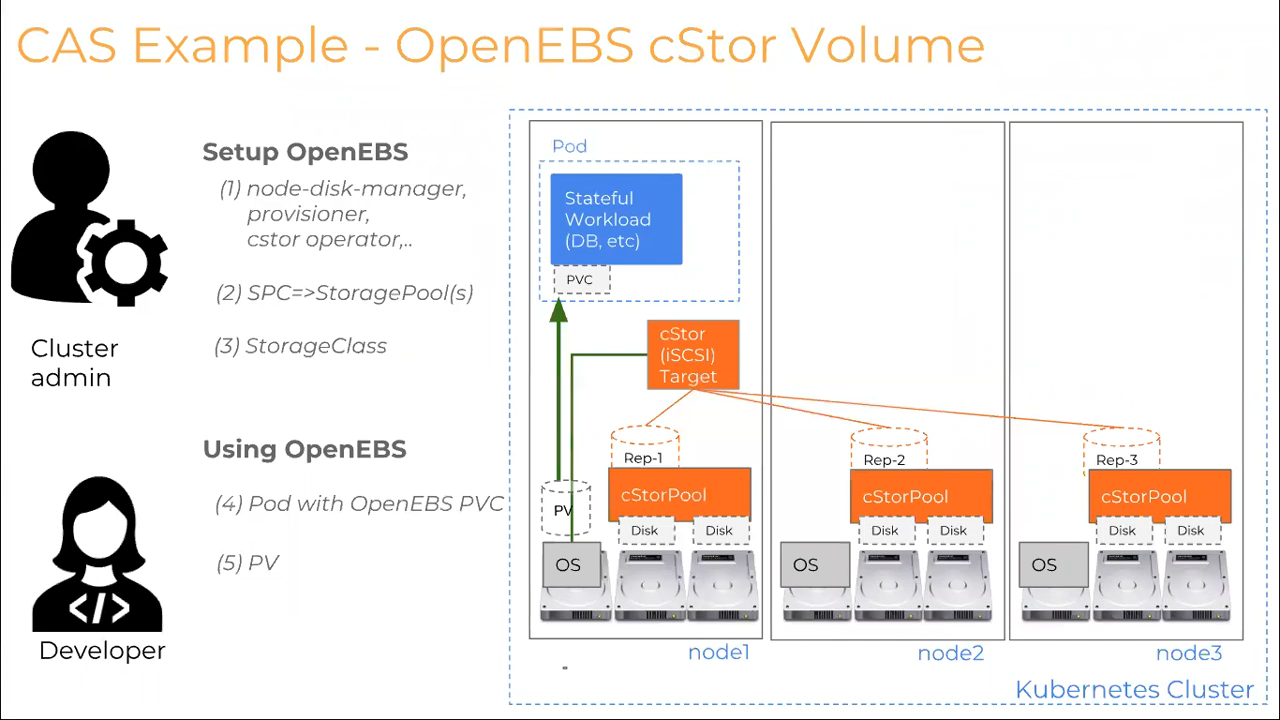 CAS Example - OpenEBS cStor Volume
Setup OpenEBS
(1) node-disk-manager,
provisioner,
cstor operator,..
(2) SPC=>StoragePool(s)
(3) StorageClass
Cluster
admin
Using OpenEBS
(4) Pod with OpenEBS PVC
(5) PV
Developer
Pod
Stateful
Workload
(DB, etc)
PVC
cStor
(iSCSI)
Target
Rep-1
cStorPool
PV
Disk
Disk
OS
node1
Rep-2
cStorPool
Disk
Disk
OS
node2
Rep-3
cStorPool
Disk
Disk
OS
node3
Kubernetes Cluster